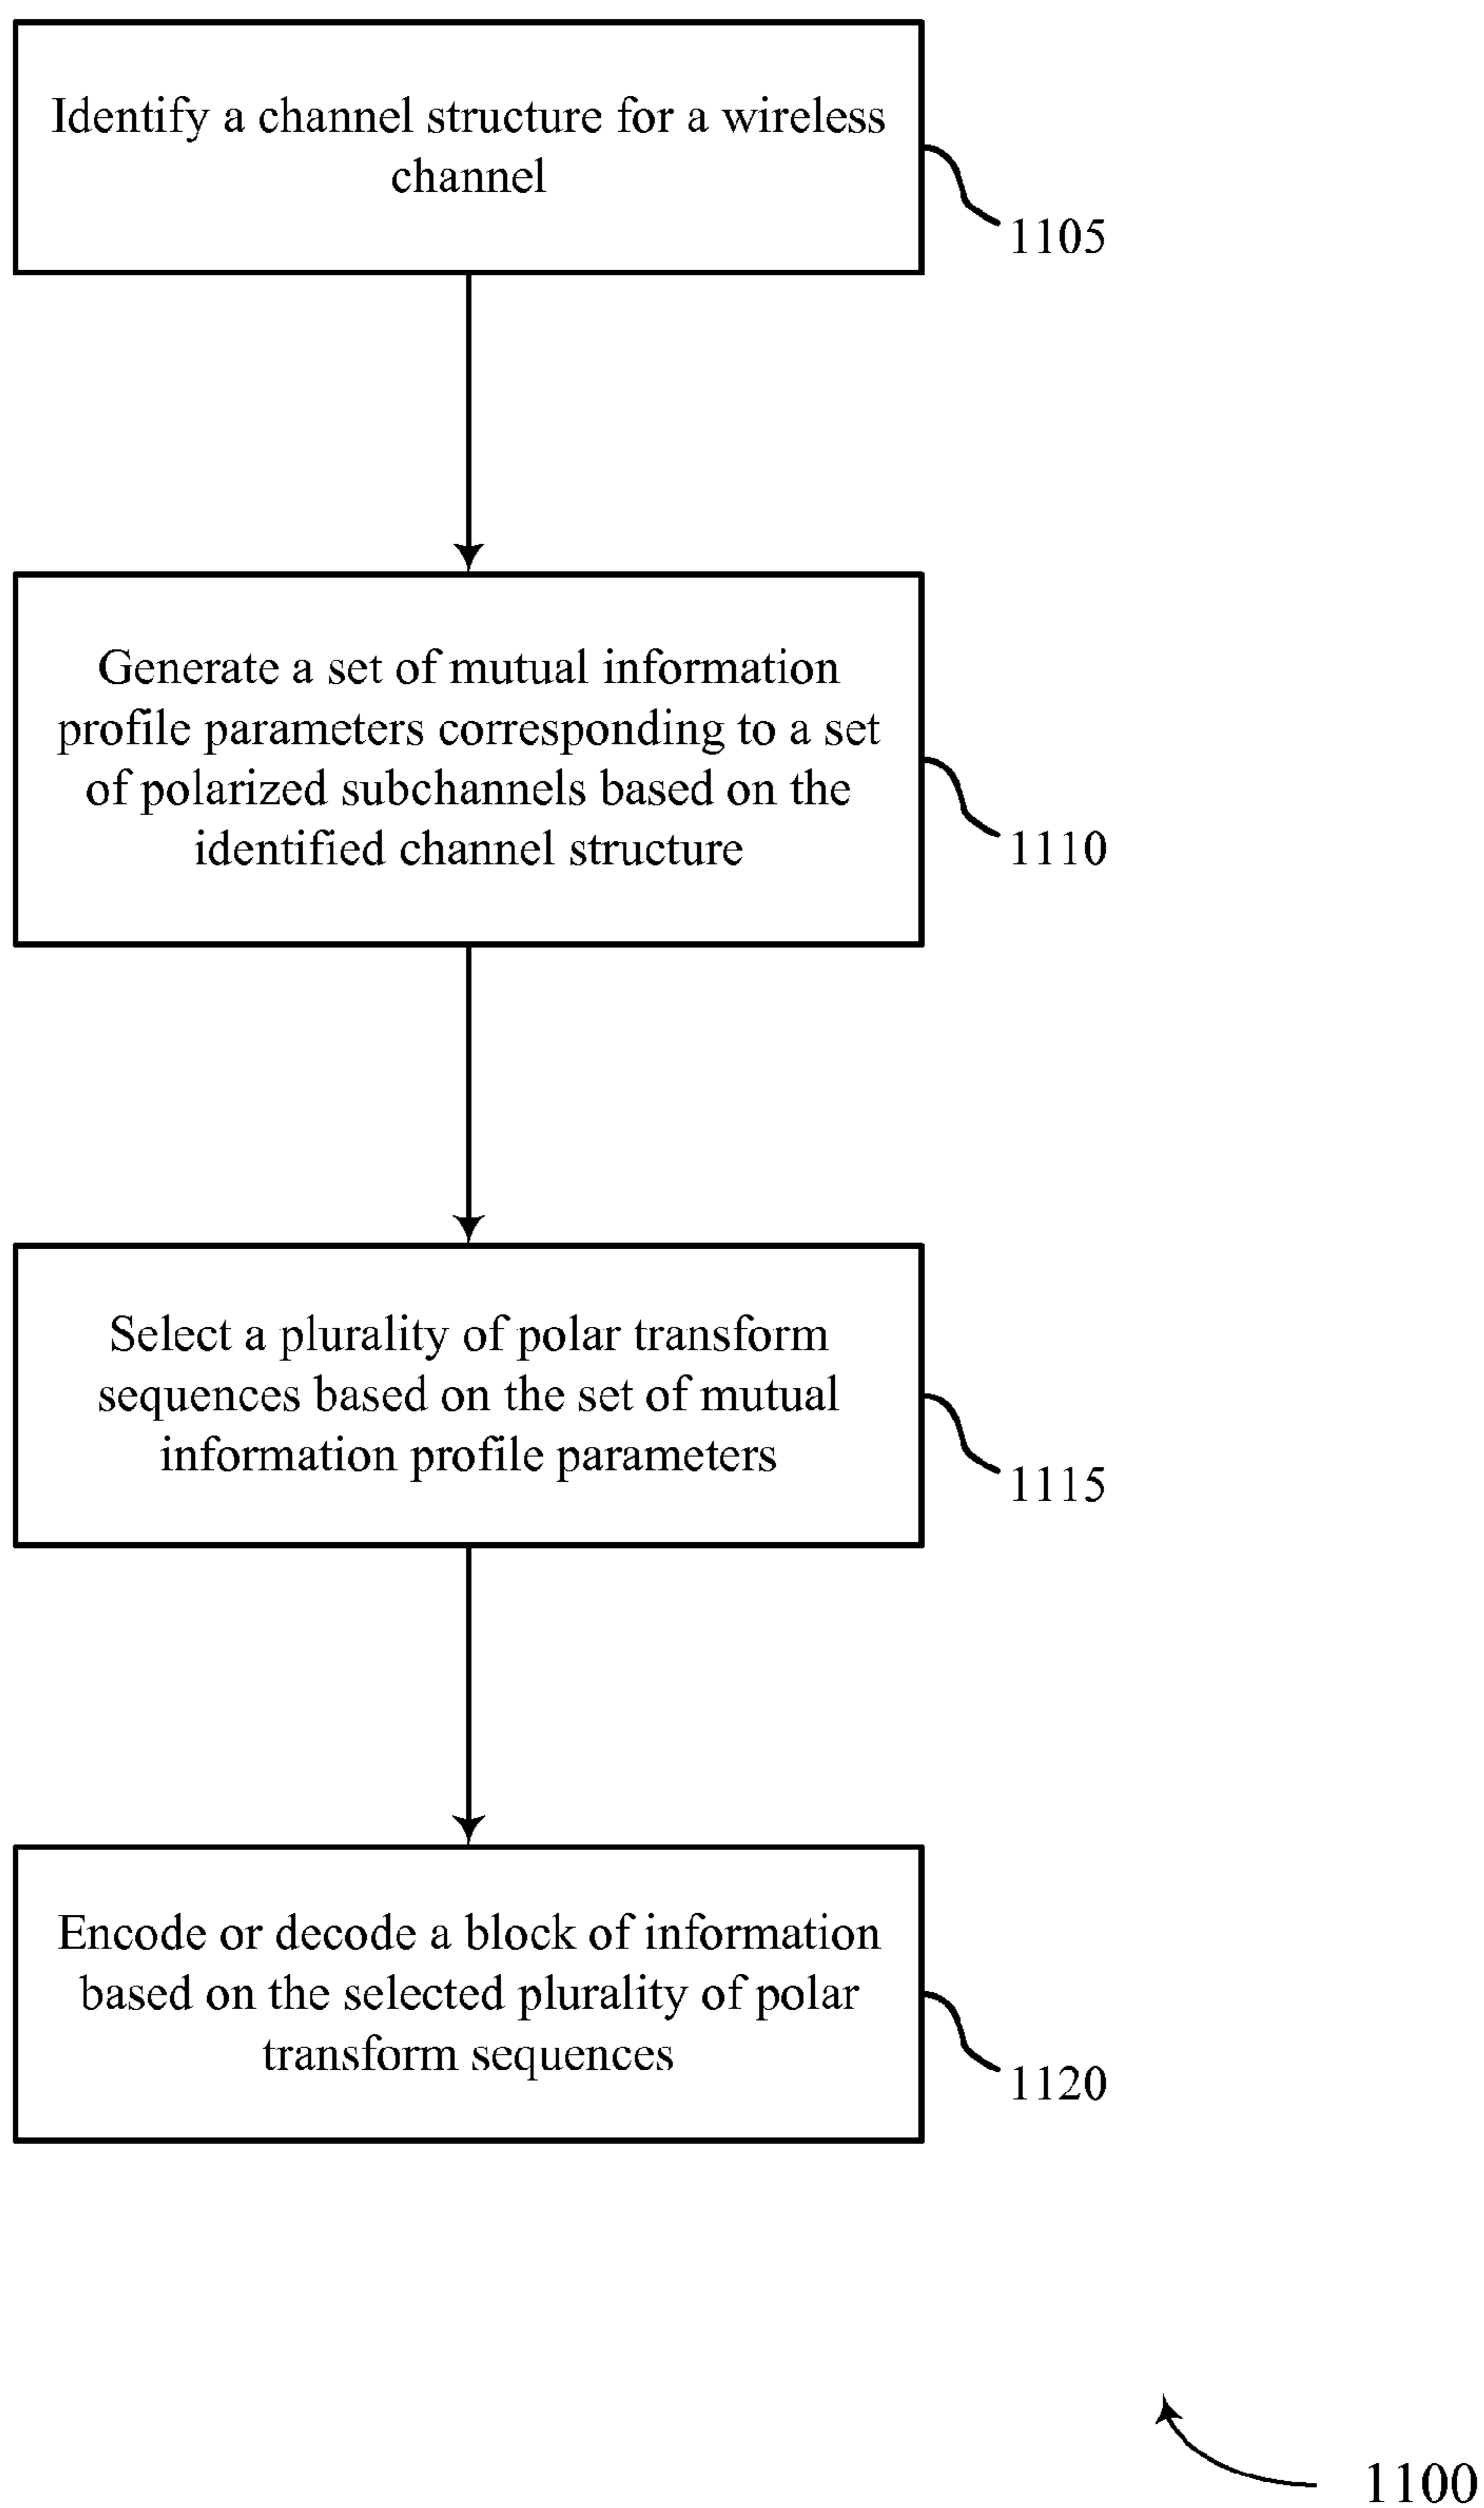 Identify a channel structure for a wireless
channel
1105
Generate a set of mutual information
profile parameters corresponding to a set
of polarized subchannels based on the
identified channel structure
1110
Select a plurality of polar transform
sequences based on the set of mutual
information profile parameters
1115
Encode or decode a block of information
based on the selected plurality of polar
transform sequences
1120
1100